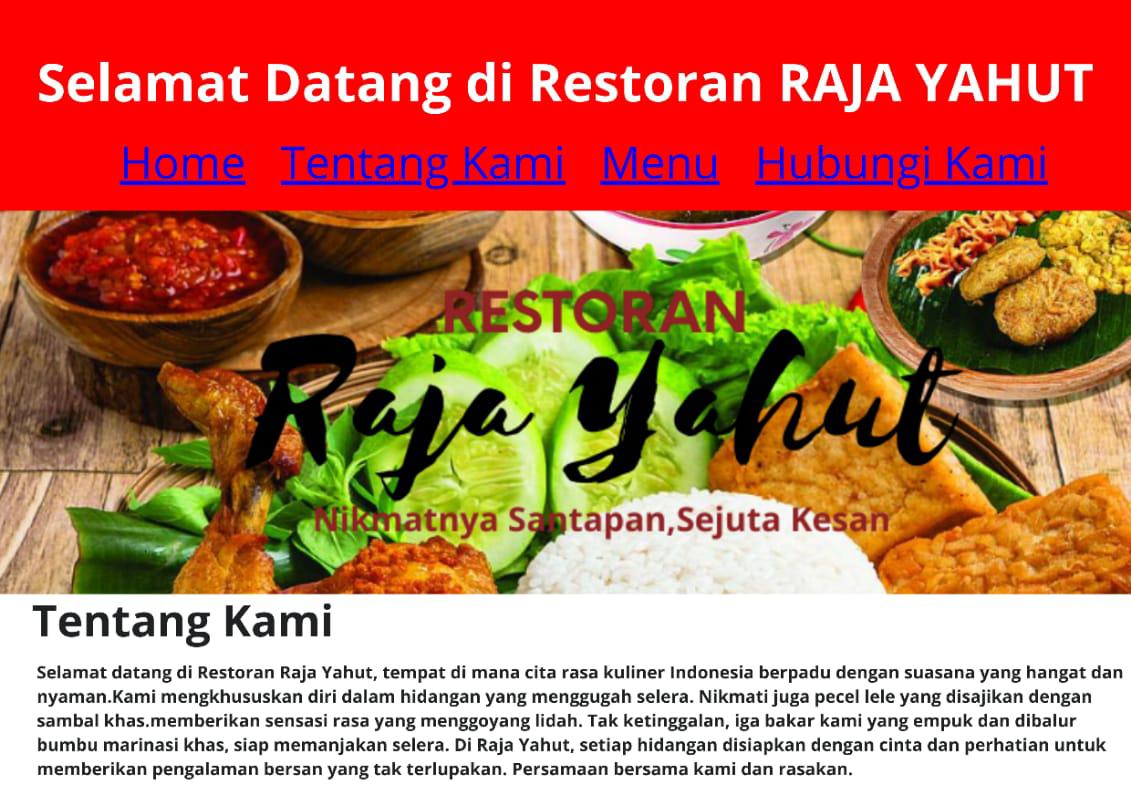 Selamat Datang di Restoran RAJA YAHUT
Home Tentang Kami Menu Hubungi Kami
RESTORAN
Raja Yahut
Nikmatnya Santapan,Sejuta Kesan
Tentang Kami
Selamat datang di Restoran Raja Yahut, tempat di mana cita rasa kuliner Indonesia berpadu dengan suasana yang hangat dan
nyaman.Kami mengkhususkan diri dalam hidangan yang menggugah selera. Nikmati juga pecel lele yang disajikan dengan
sambal khas.memberikan sensasi rasa yang menggoyang lidah. Tak ketinggalan, iga bakar kami yang empuk dan dibalur
bumbu marinasi khas, siap memanjakan selera. Di Raja Yahut, setiap hidangan disiapkan dengan cinta dan perhatian untuk
memberikan pengalaman bersan yang tak terlupakan. Persamaan bersama kami dan rasakan.